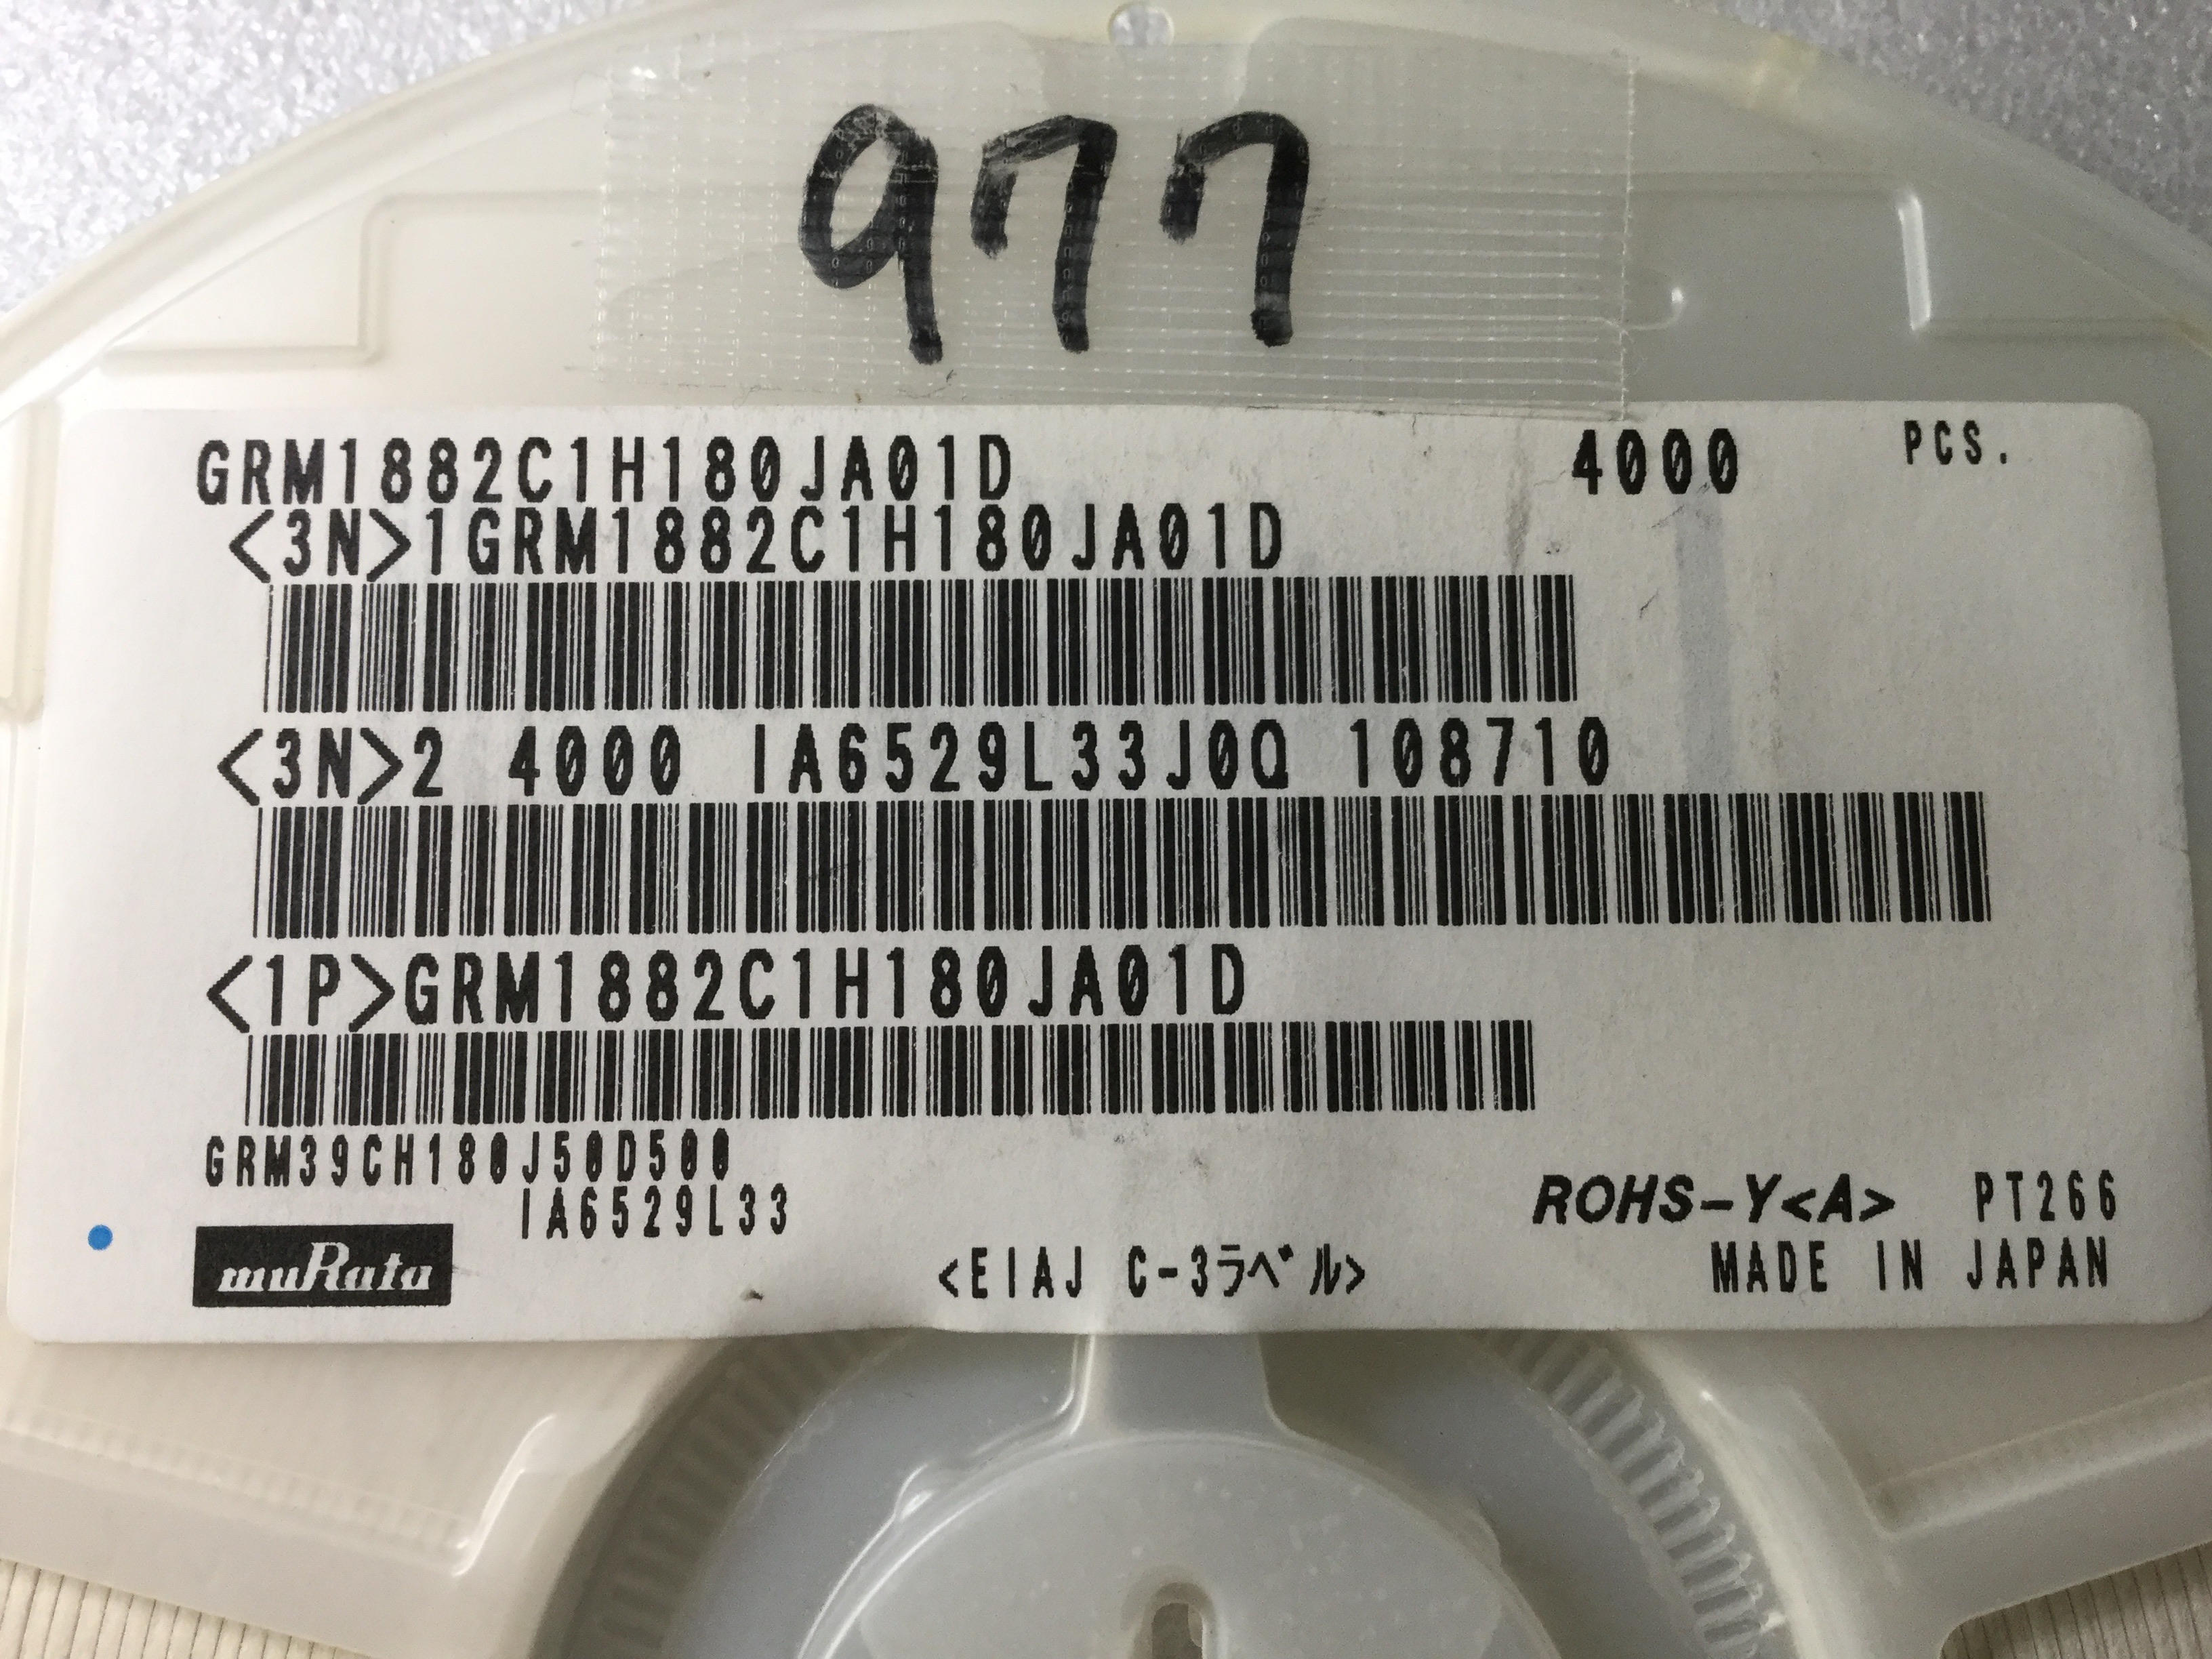 977
GRM1882C1H180JA01D 4000 PCS.
<3N>1GRM1882C1H180JA01D
<3N>2 4000 IA6529L33J0Q 108710
<1P>GRM1882C1H180JA01D
GRM39CH180J50D500
IA6529L33
ROHS-Y<A> PT266
muRata
<EIAJ C-3ラベル>
MADE IN JAPAN